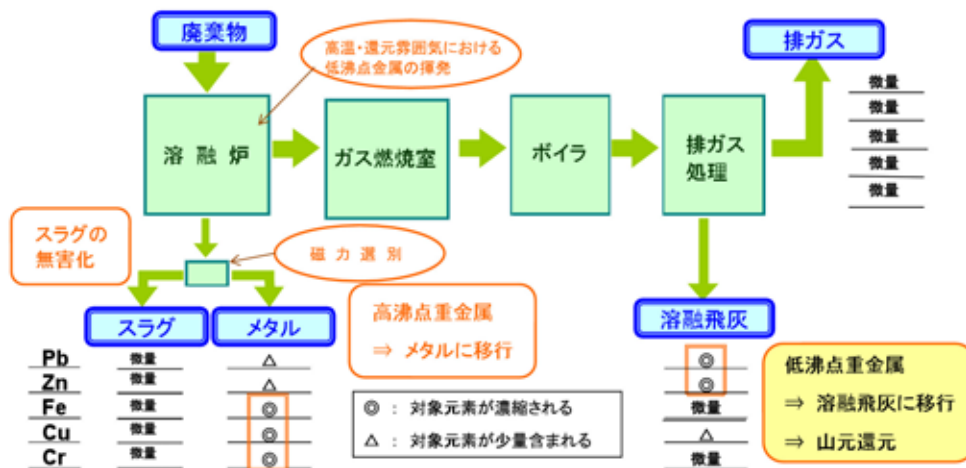 廃棄物
高温・還元雰囲気における
低沸点金属の揮発
排ガス
溶融炉
ガス燃焼室
ボイラ
排ガス
処理
微量
微量
微量
微量
微量
スラグの
無害化
磁力選別
スラグ
メタル
高沸点重金属
⇒ メタルに移行
溶融飛灰
Pb 微量 △ ◎
Zn 微量 △ ◎
Fe 微量 ◎ 微量
Cu 微量 ◎ △
Cr 微量 ◎ 微量
◎ : 対象元素が濃縮される
△ : 対象元素が少量含まれる
低沸点重金属
⇒ 溶融飛灰に移行
⇒ 山元還元